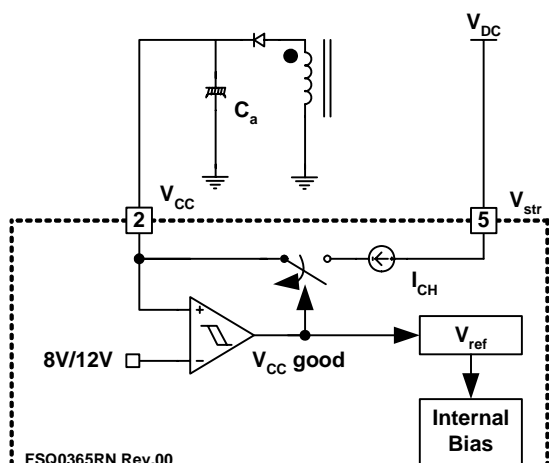 V_DC
C_a
V_CC
2
5
V_str
I_CH
+
8V/12V
−
V_CC good
V_ref
Internal
Bias
FSQ0365RN Rev.00